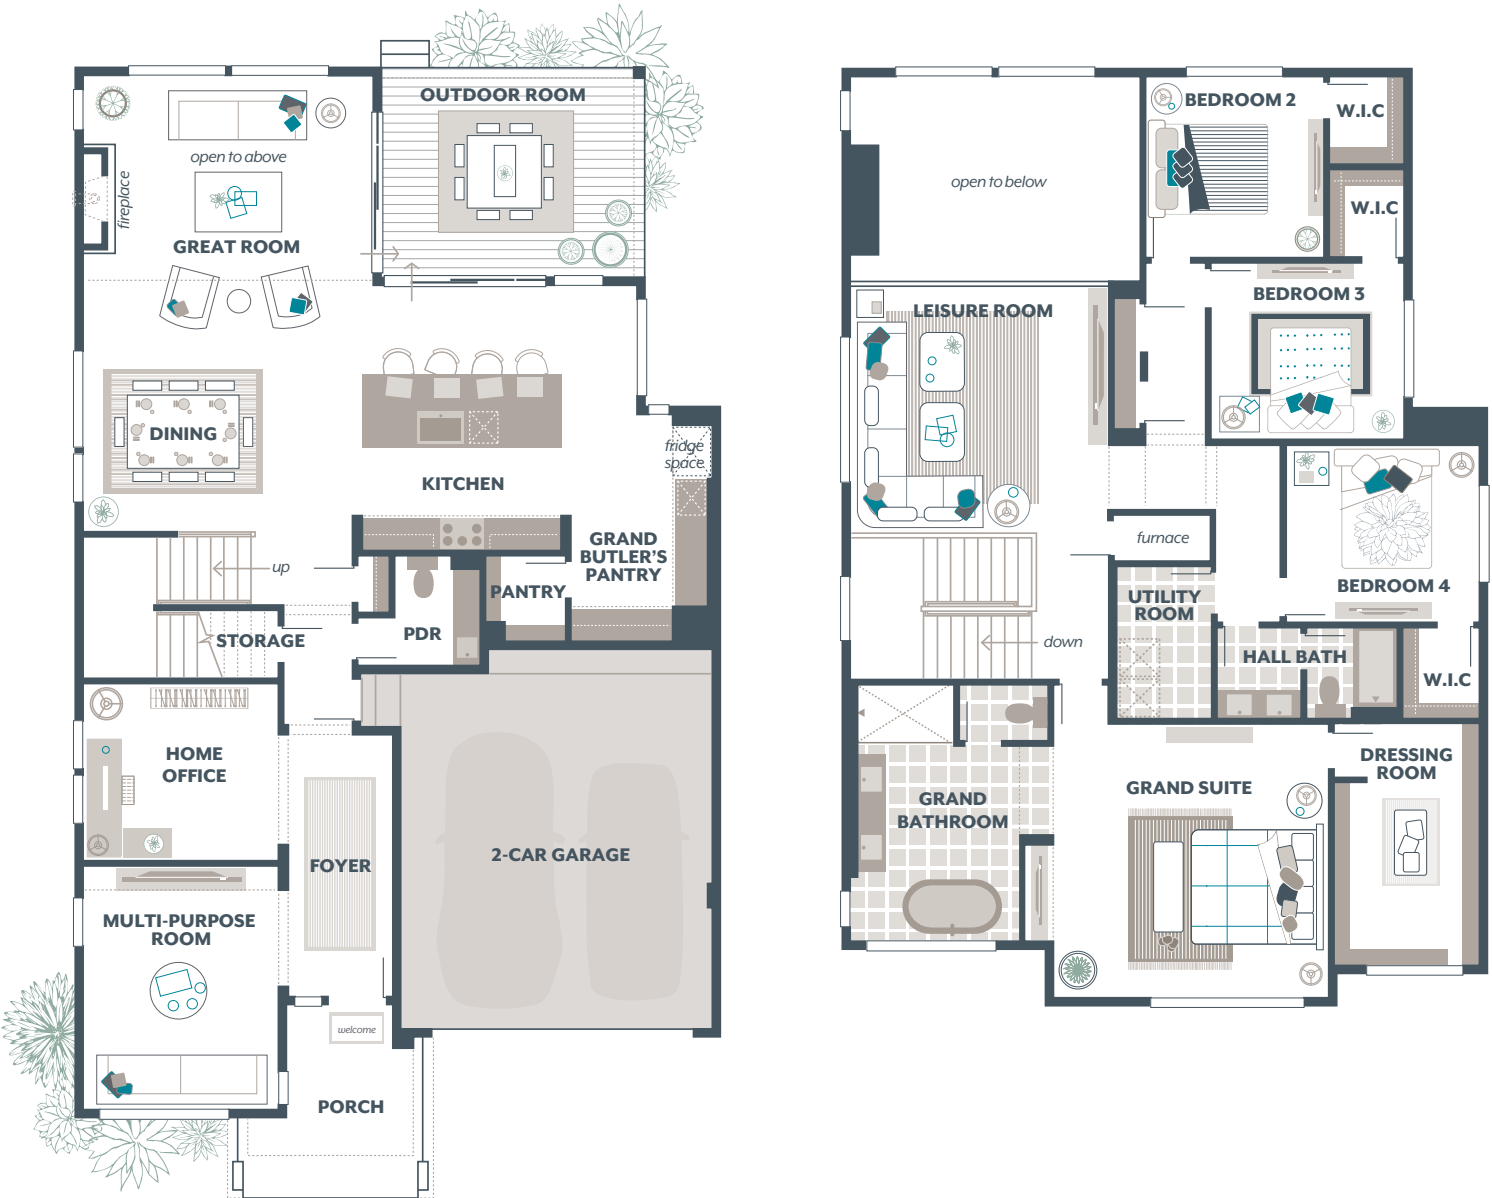 OUTDOOR ROOM
open to above
fireplace
GREAT ROOM
DINING
KITCHEN
fridge
space
GRAND
BUTLER'S
PANTRY
up
PANTRY
PDR
STORAGE
HOME
OFFICE
FOYER
2-CAR GARAGE
MULTI-PURPOSE
ROOM
welcome
PORCH
BEDROOM 2
W.I.C
open to below
W.I.C
BEDROOM 3
LEISURE ROOM
furnace
BEDROOM 4
UTILITY
ROOM
down
HALL BATH
W.I.C
DRESSING
ROOM
GRAND SUITE
GRAND
BATHROOM